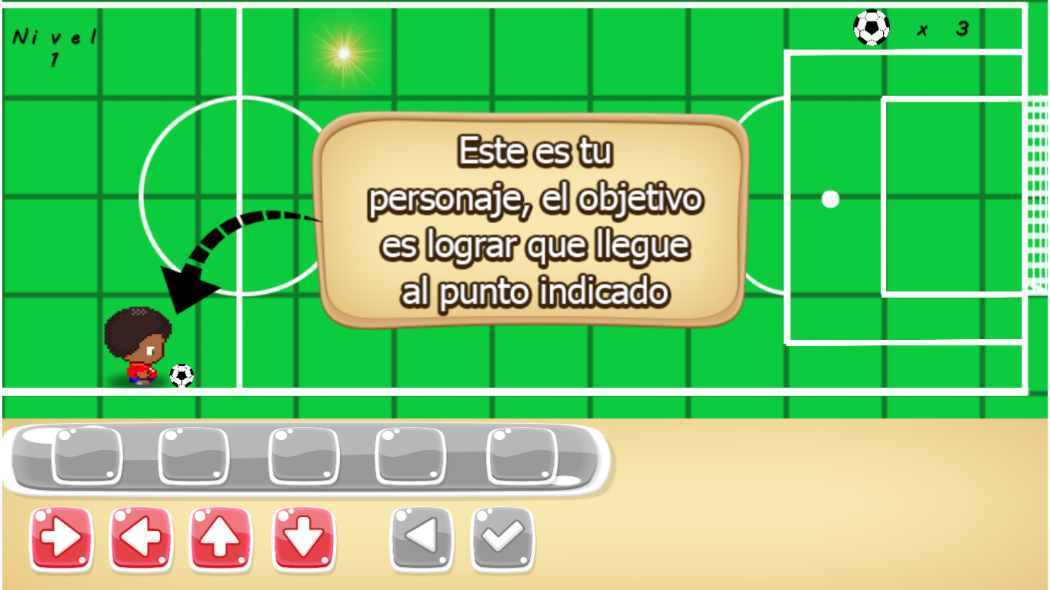 Nivel
1
x 3
Este es tu
personaje, el objetivo
es lograr que llegue
al punto indicado